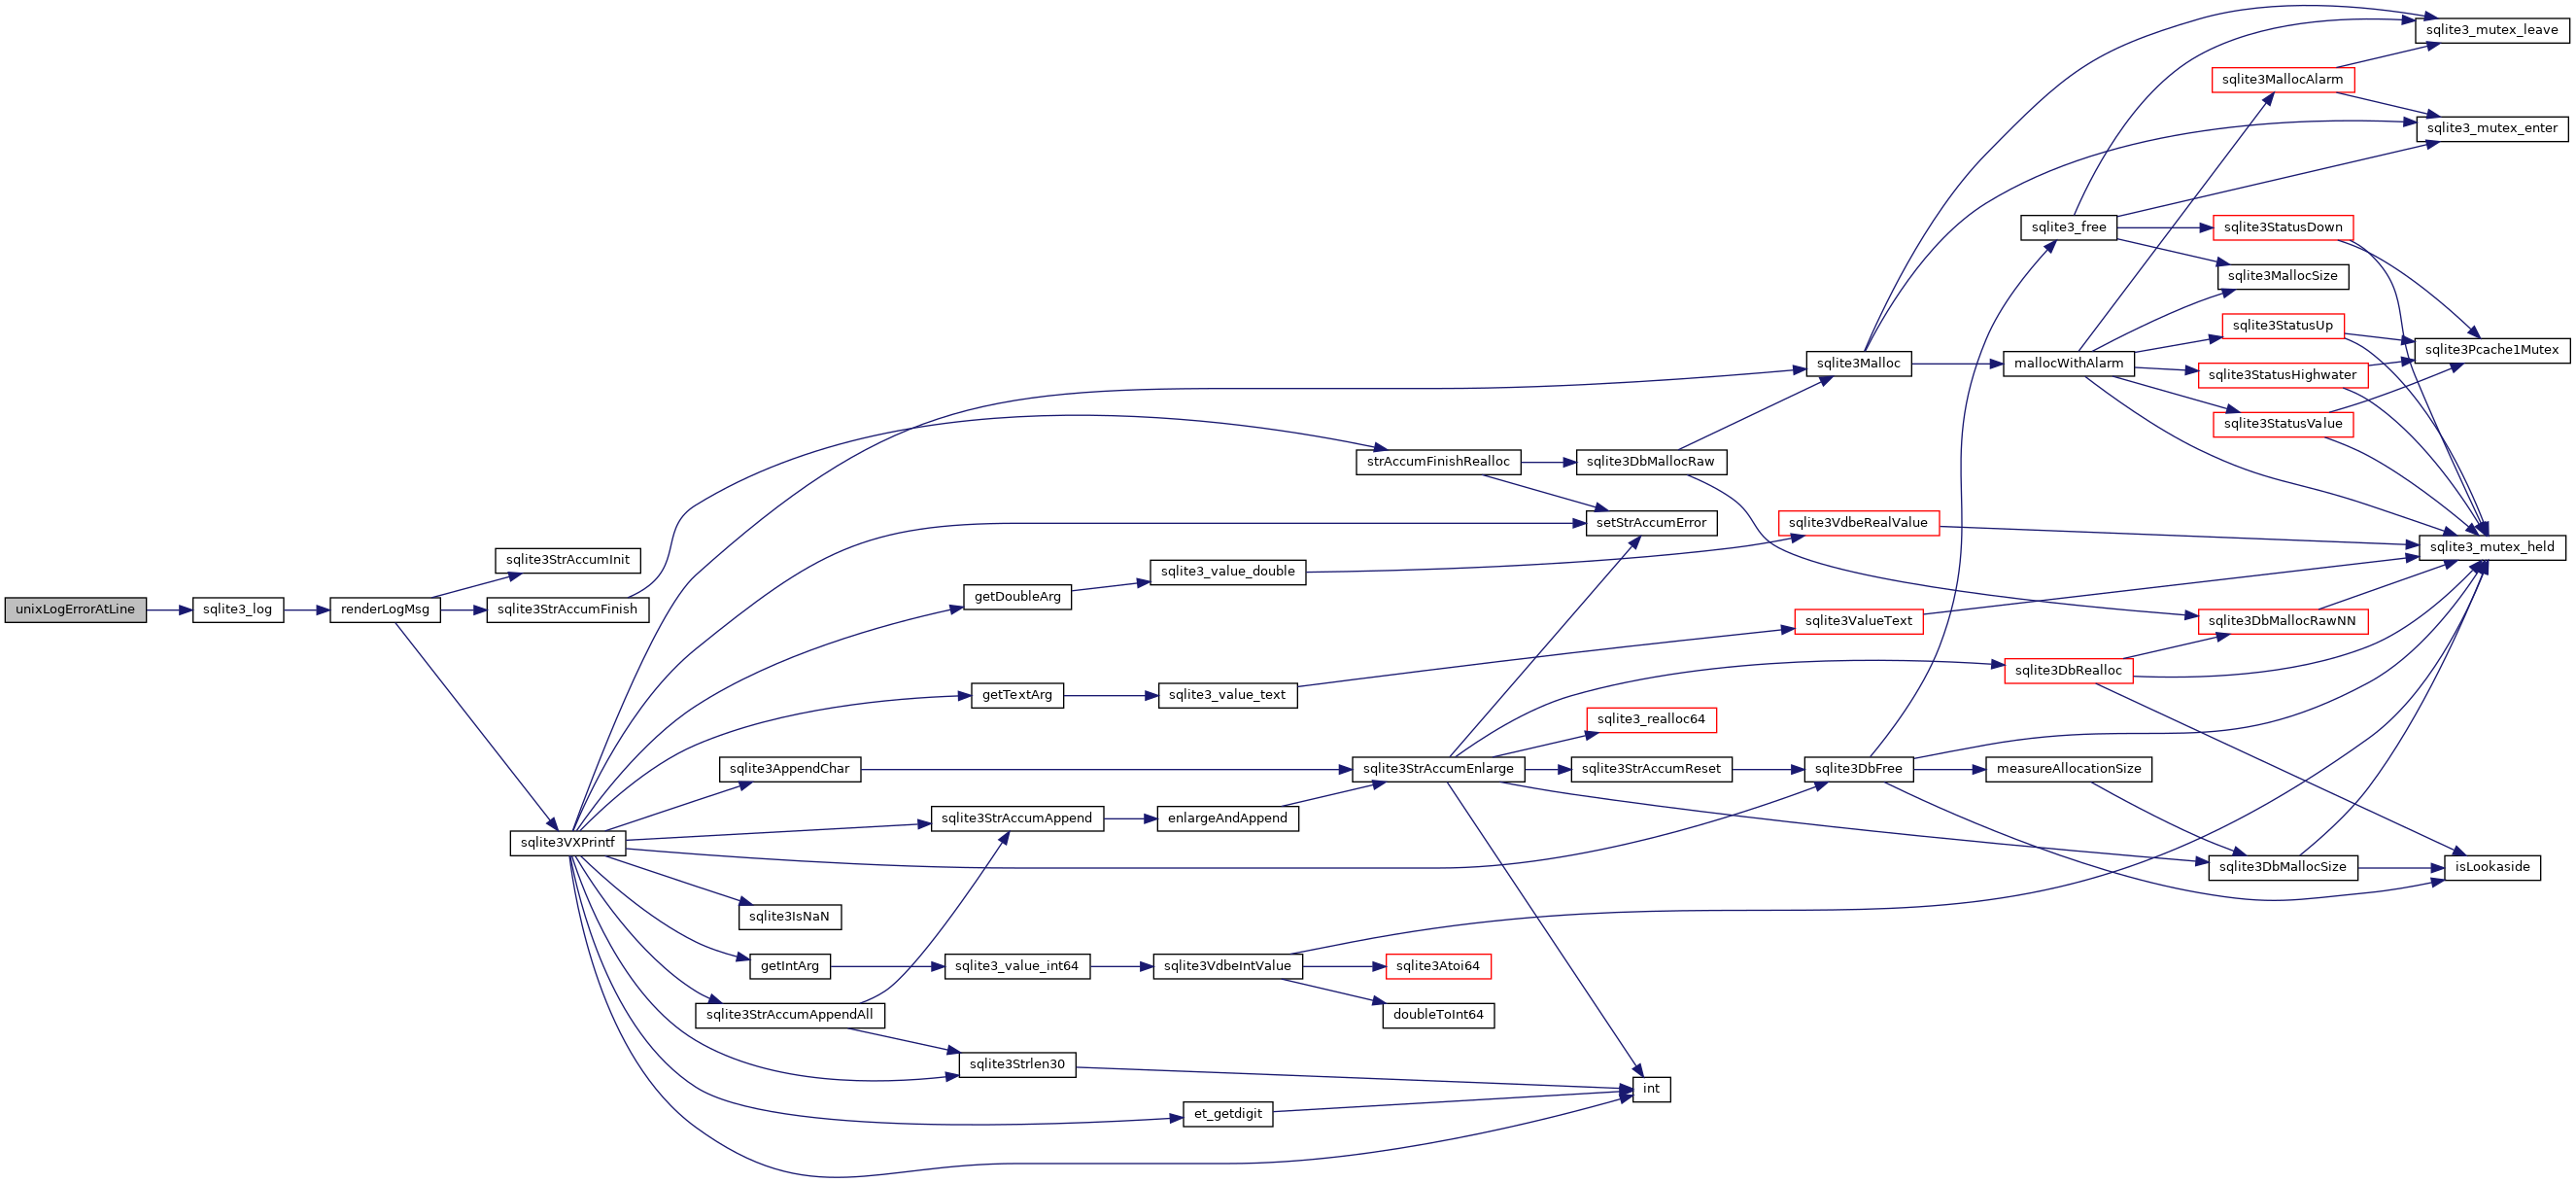 sqlite3_mutex_leave
sqlite3MallocAlarm
sqlite3_mutex_enter
sqlite3_free
sqlite3StatusDown
sqlite3MallocSize
sqlite3StatusUp
sqlite3Pcache1Mutex
sqlite3Malloc
mallocWithAlarm
sqlite3StatusHighwater
sqlite3StatusValue
strAccumFinishRealloc
sqlite3DbMallocRaw
setStrAccumError
sqlite3VdbeRealValue
sqlite3_mutex_held
sqlite3StrAccumInit
sqlite3_value_double
getDoubleArg
unixLogErrorAtLine
sqlite3_log
renderLogMsg
sqlite3StrAccumFinish
sqlite3ValueText
sqlite3DbMallocRawNN
sqlite3DbRealloc
getTextArg
sqlite3_value_text
sqlite3_realloc64
sqlite3AppendChar
sqlite3StrAccumEnlarge
sqlite3StrAccumReset
sqlite3DbFree
measureAllocationSize
sqlite3StrAccumAppend
enlargeAndAppend
sqlite3VXPrintf
sqlite3DbMallocSize
isLookaside
sqlite3IsNaN
getIntArg
sqlite3_value_int64
sqlite3VdbeIntValue
sqlite3Atoi64
sqlite3StrAccumAppendAll
doubleToInt64
sqlite3Strlen30
int
et_getdigit